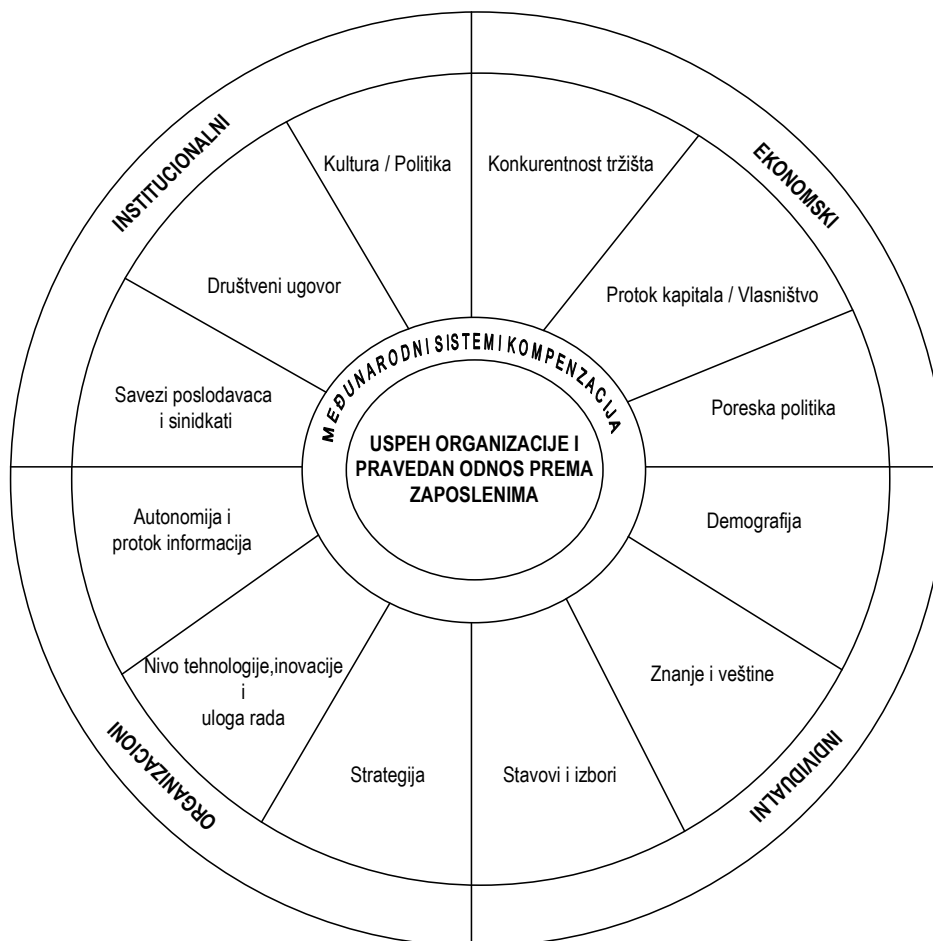 INSTITUCIONALNI
EKONOMSKI
Kultura / Politika
Konkurentnost tržišta
Društveni ugovor
Protok kapitala / Vlasništvo
Savezi poslodavaca
i sinidkati
Poreska politika
MEĐUNARODNI SISTEMI KOMPENZACIJA
USPEH ORGANIZACIJE I
PRAVEDAN ODNOS PREMA
ZAPOSLENIMA
Autonomija i
protok informacija
Demografija
Nivo tehnologije,inovacije
i
uloga rada
Znanje i veštine
Strategija
Stavovi i izbori
ORGANIZACIONI
INDIVIDUALNI